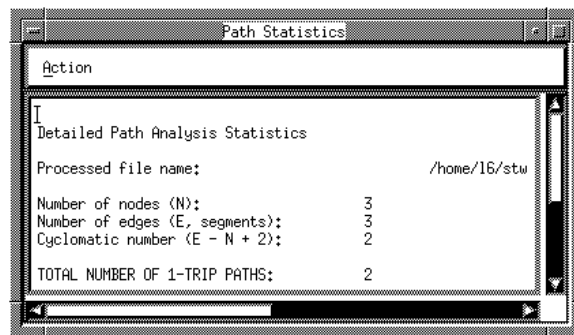 Path Statistics
Action
Detailed Path Analysis Statistics
Processed file name: /home/l6/stw
Number of nodes (N): 3
Number of edges (E, segments): 3
Cyclomatic number (E - N + 2): 2
TOTAL NUMBER OF 1-TRIP PATHS: 2